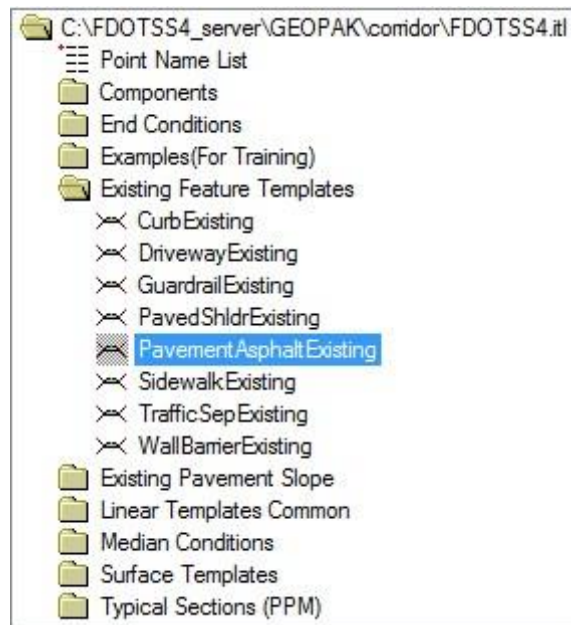 C:\FDOTSS4_server\GEOPAK\corridor\FDOTSS4.itl
Point Name List
Components
End Conditions
Examples(For Training)
Existing Feature Templates
CurbExisting
DrivewayExisting
GuardrailExisting
PavedShldrExisting
PavementAsphaltExisting
SidewalkExisting
TrafficSepExisting
WallBarrierExisting
Existing Pavement Slope
Linear Templates Common
Median Conditions
Surface Templates
Typical Sections (PPM)